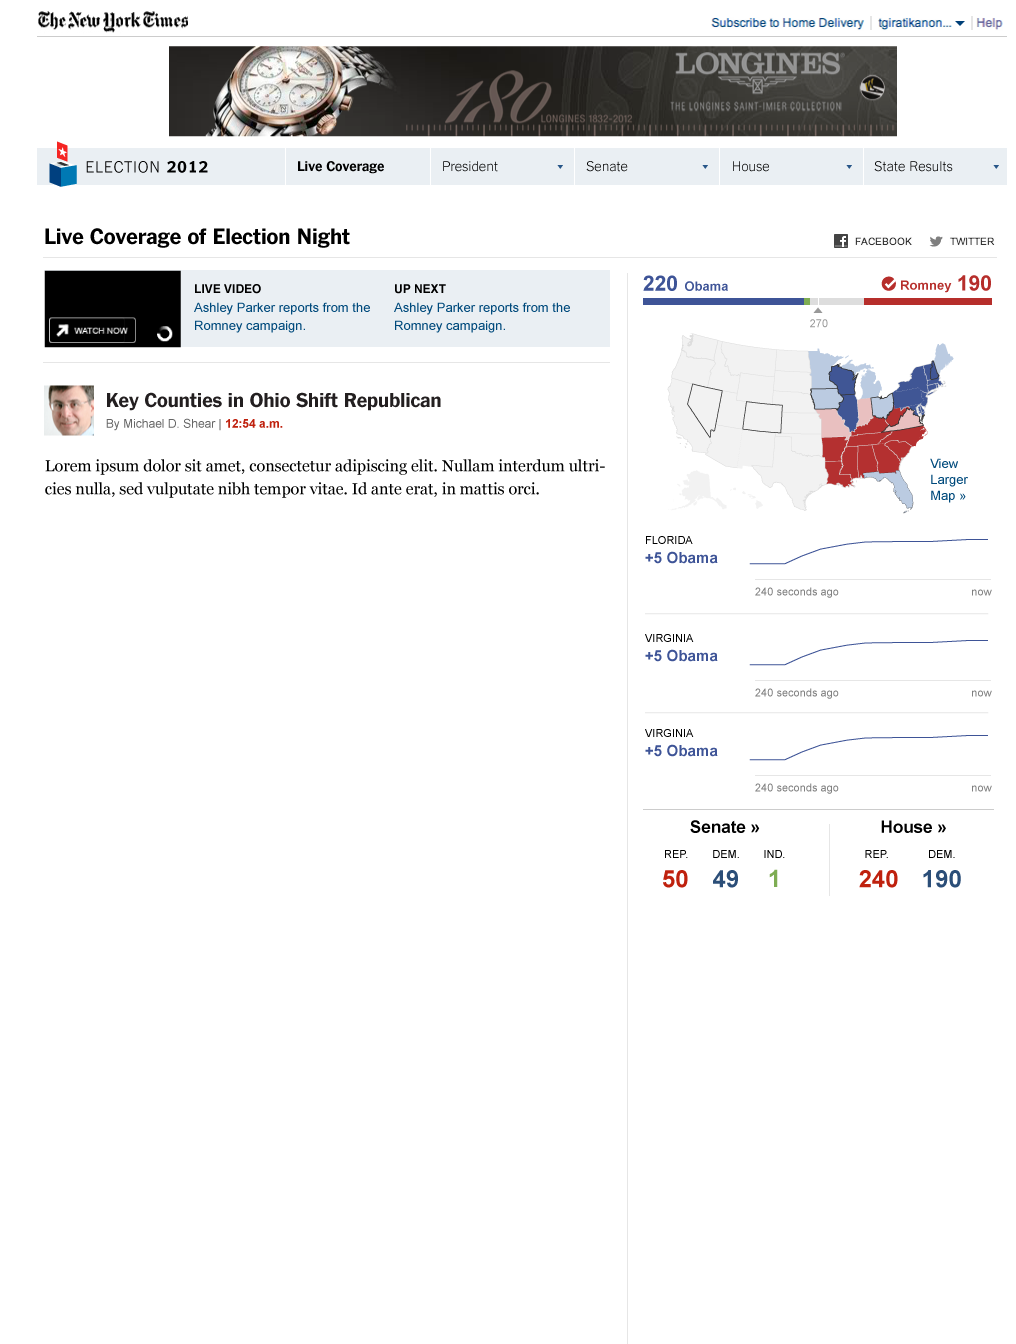 The New York Times
Subscribe to Home Delivery | tgiratikanon... | Help
LONGINES
180
LONGINES 1832-2012
THE LONGINES SAINT-IMIER COLLECTION
ELECTION 2012
Live Coverage
President
Senate
House
State Results
Live Coverage of Election Night
FACEBOOK
TWITTER
WATCH NOW
LIVE VIDEO
Ashley Parker reports from the
Romney campaign.
UP NEXT
Ashley Parker reports from the
Romney campaign.
Key Counties in Ohio Shift Republican
By Michael D. Shear | 12:54 a.m.
Lorem ipsum dolor sit amet, consectetur adipiscing elit. Nullam interdum ultri-
cies nulla, sed vulputate nibh tempor vitae. Id ante erat, in mattis orci.
220 Obama
Romney 190
270
View
Larger
Map »
FLORIDA
+5 Obama
240 seconds ago
now
VIRGINIA
+5 Obama
240 seconds ago
now
VIRGINIA
+5 Obama
240 seconds ago
now
Senate »
REP. DEM. IND.
50 49 1
House »
REP. DEM.
240 190